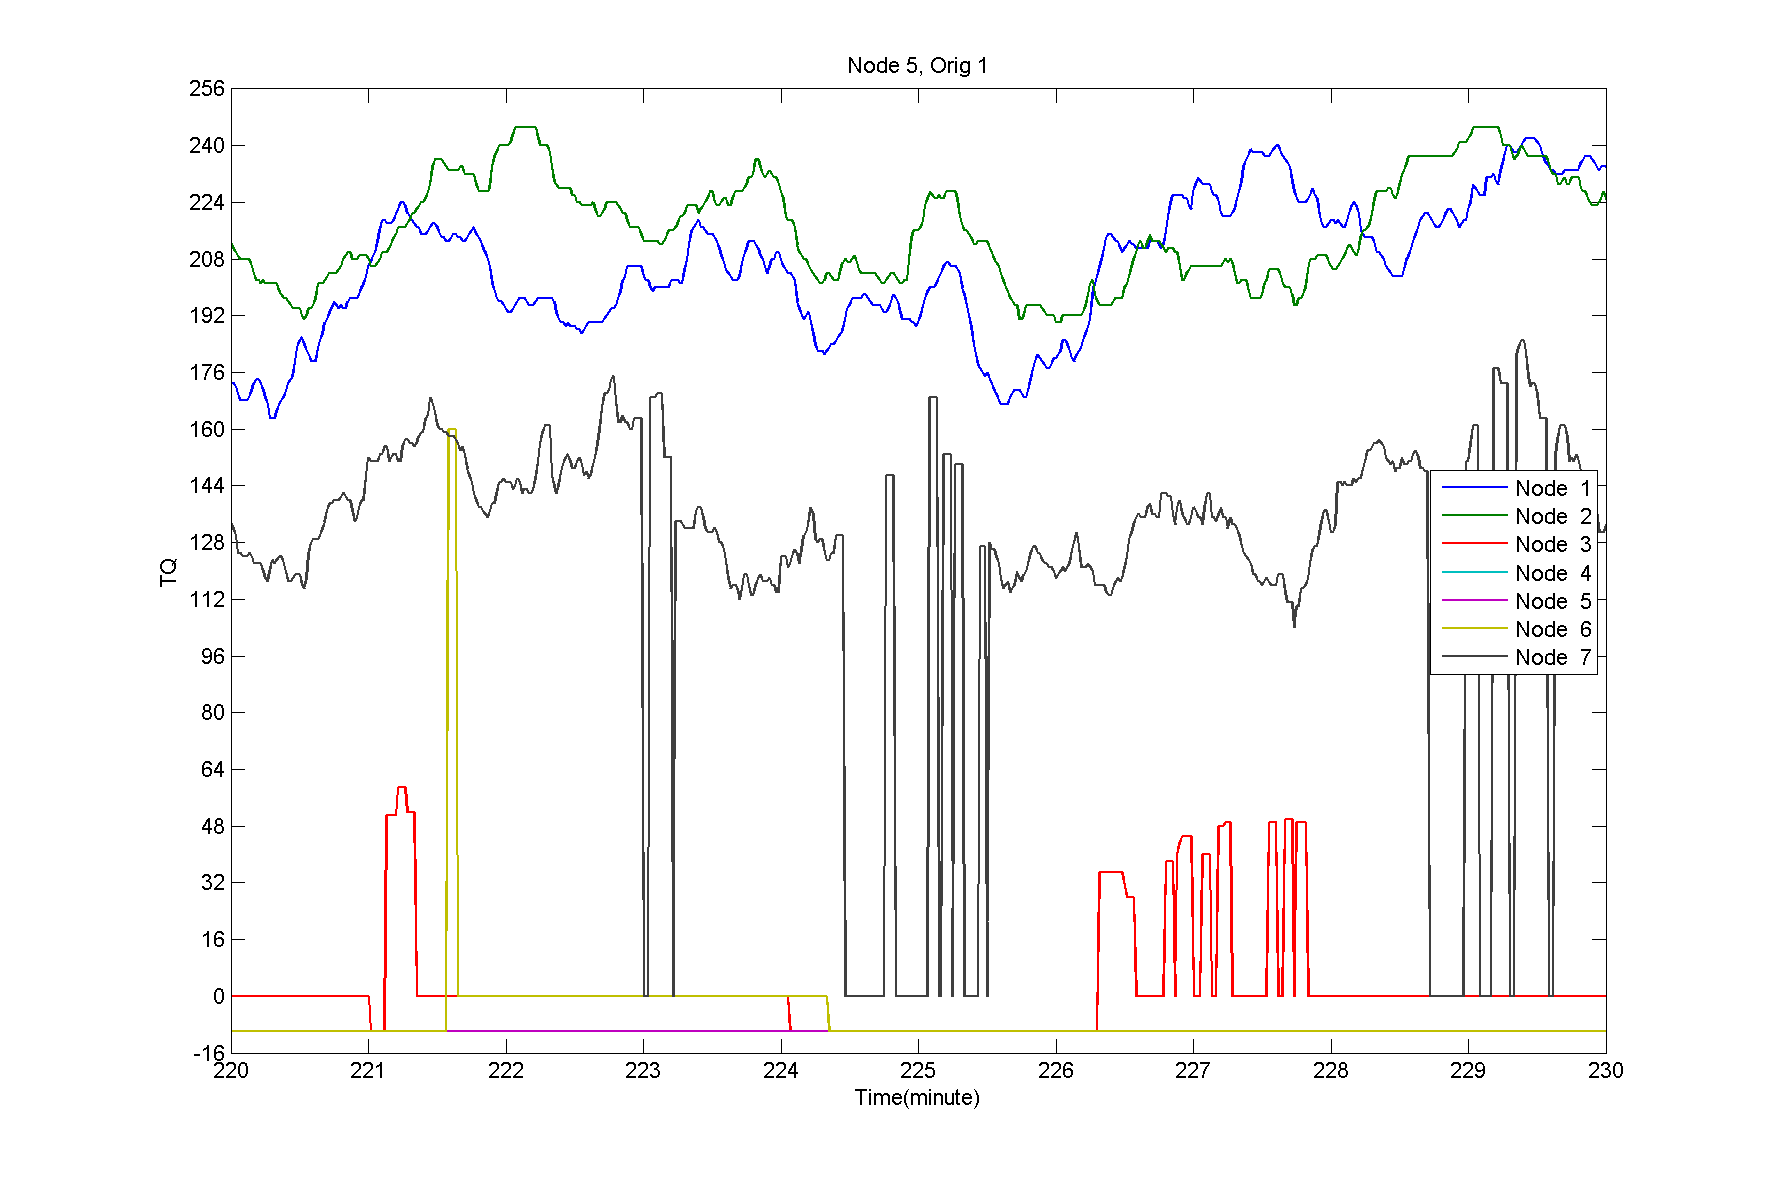 Node 5, Orig 1
256
240
224
208
192
176
160
144
128
112
96
80
64
48
32
16
0
-16
TQ
Node 1
Node 2
Node 3
Node 4
Node 5
Node 6
Node 7
220 221 222 223 224 225 226 227 228 229 230
Time(minute)